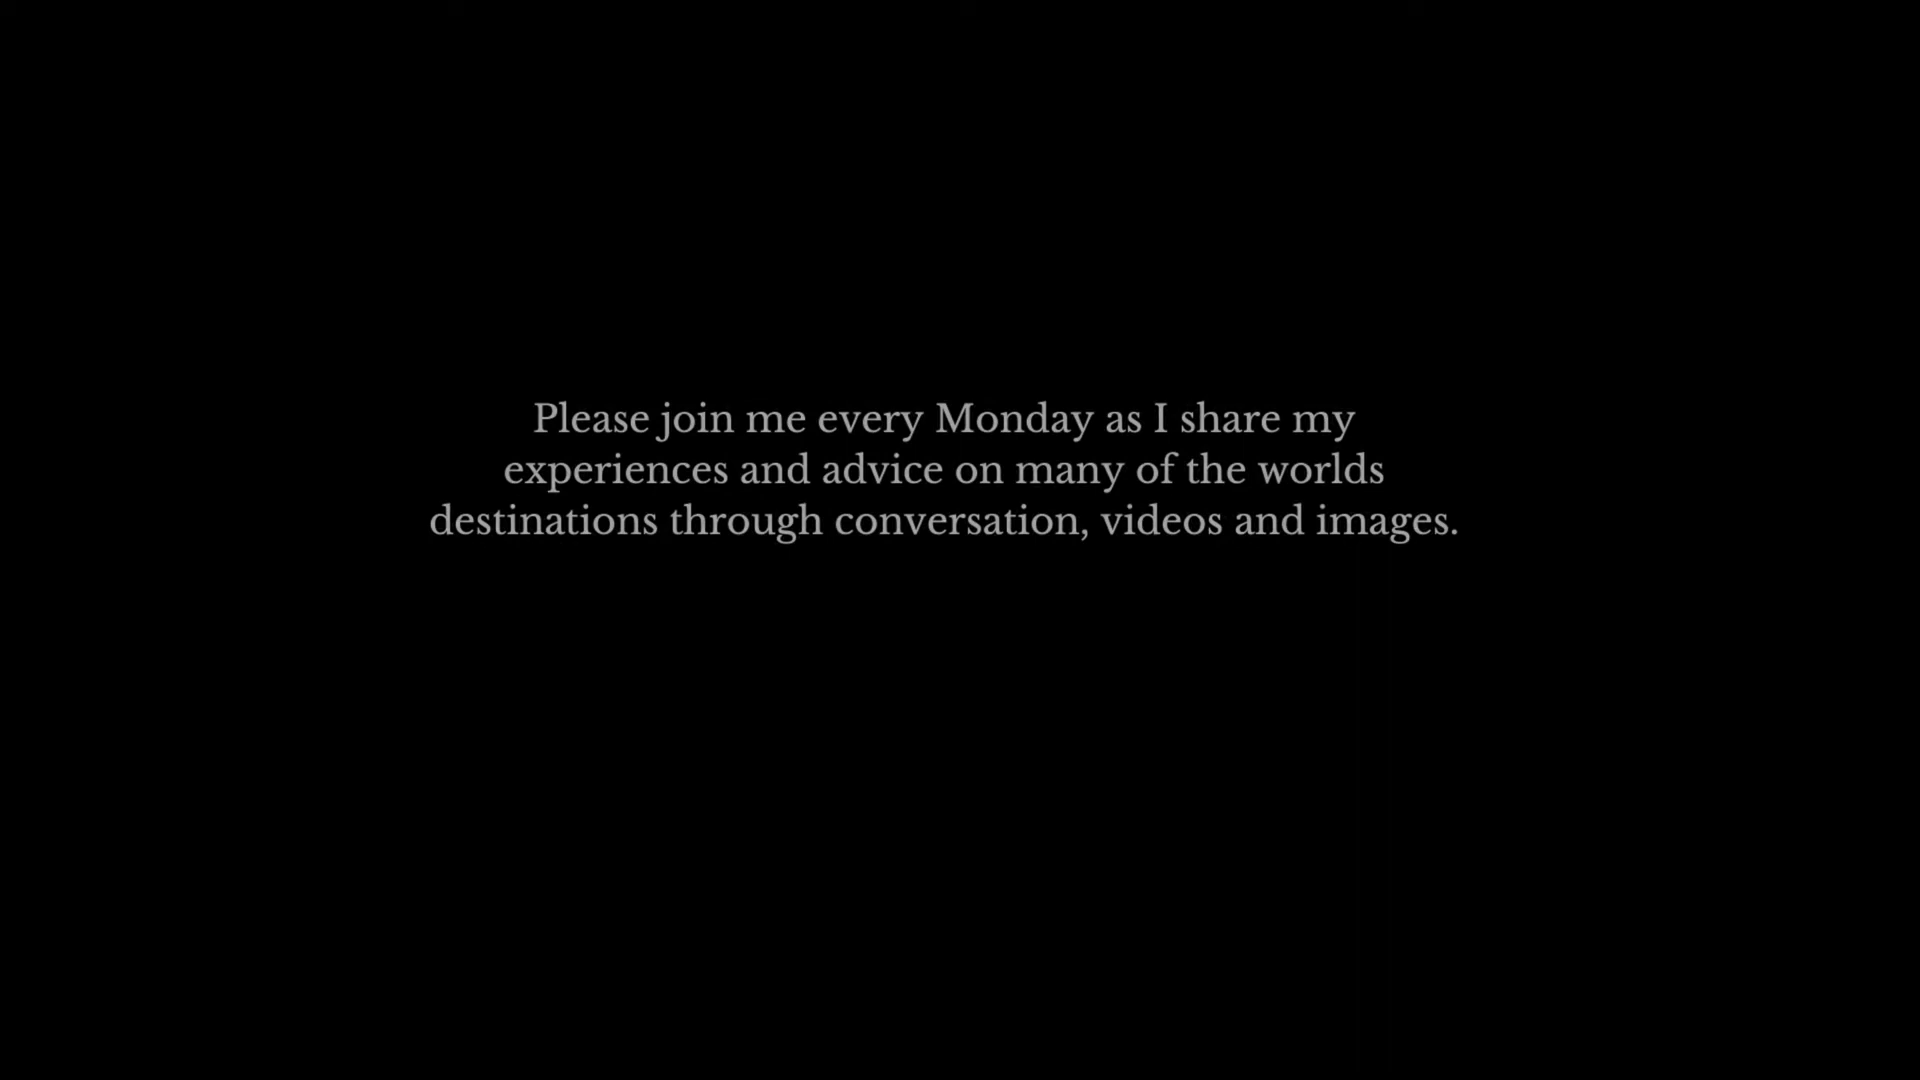 Please join me every Monday as I share my
experiences and advice on many of the worlds
destinations through conversation, videos and images.